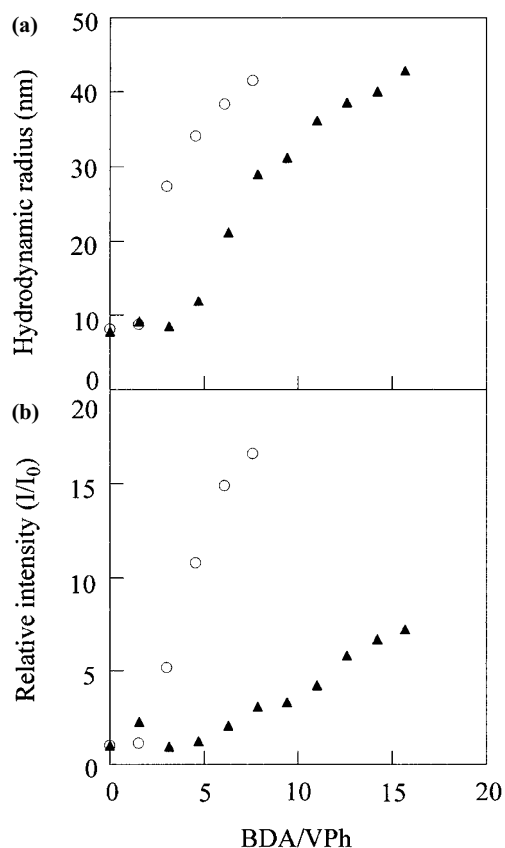 (a)
50
40
30
20
10
0
Hydrodynamic radius (nm)
(b)
20
15
10
5
0
Relative intensity (I/I₀)
0 5 10 15 20
BDA/VPh